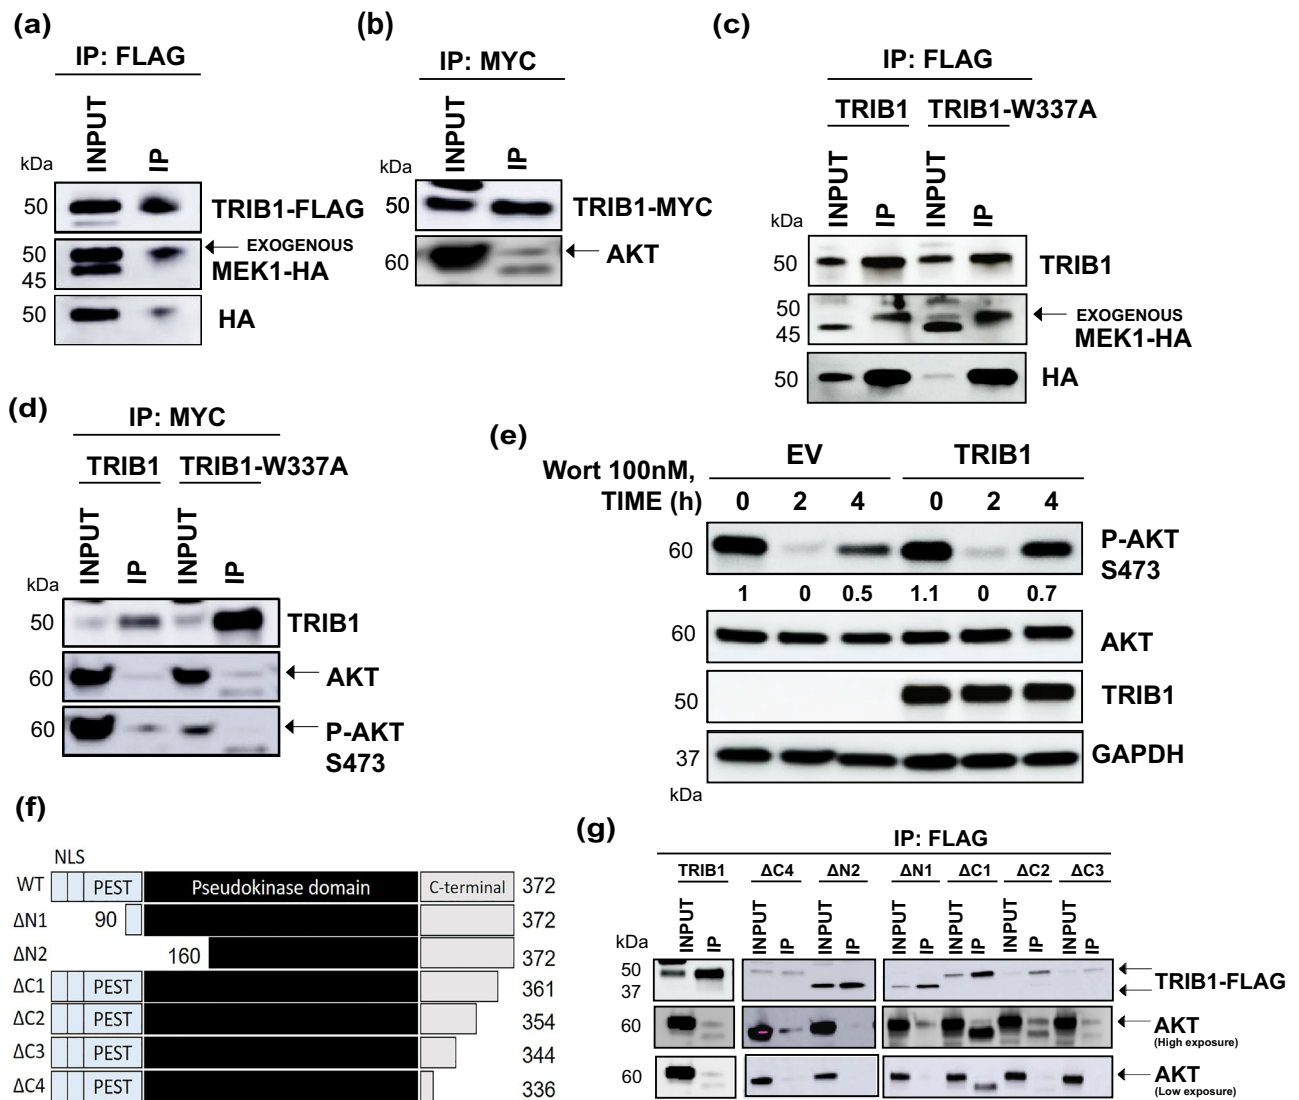 (a)
IP: FLAG
INPUT
IP
kDa
50
TRIB1-FLAG
50
45
EXOGENOUS
MEK1-HA
50
HA
(b)
IP: MYC
INPUT
IP
kDa
50
TRIB1-MYC
60
AKT
(c)
IP: FLAG
TRIB1 TRIB1-W337A
INPUT IP INPUT IP
kDa
50
TRIB1
50
45
EXOGENOUS
MEK1-HA
50
HA
(d)
IP: MYC
TRIB1 TRIB1-W337A
INPUT IP INPUT IP
kDa
50
TRIB1
60
AKT
60
P-AKT
S473
(e)
EV TRIB1
Wort 100nM,
TIME (h) 0 2 4 0 2 4
60
P-AKT
S473
1 0 0.5 1.1 0 0.7
60
AKT
50
TRIB1
37
GAPDH
kDa
(f)
NLS
WT PEST Pseudokinase domain C-terminal 372
ΔN1 90 372
ΔN2 160 372
ΔC1 PEST 361
ΔC2 PEST 354
ΔC3 PEST 344
ΔC4 PEST 336
(g)
IP: FLAG
TRIB1 ΔC4 ΔN2 ΔN1 ΔC1 ΔC2 ΔC3
INPUT IP INPUT IP INPUT IP INPUT IP INPUT IP INPUT IP INPUT IP
kDa
50
37
TRIB1-FLAG
60
AKT
(High exposure)
60
AKT
(Low exposure)